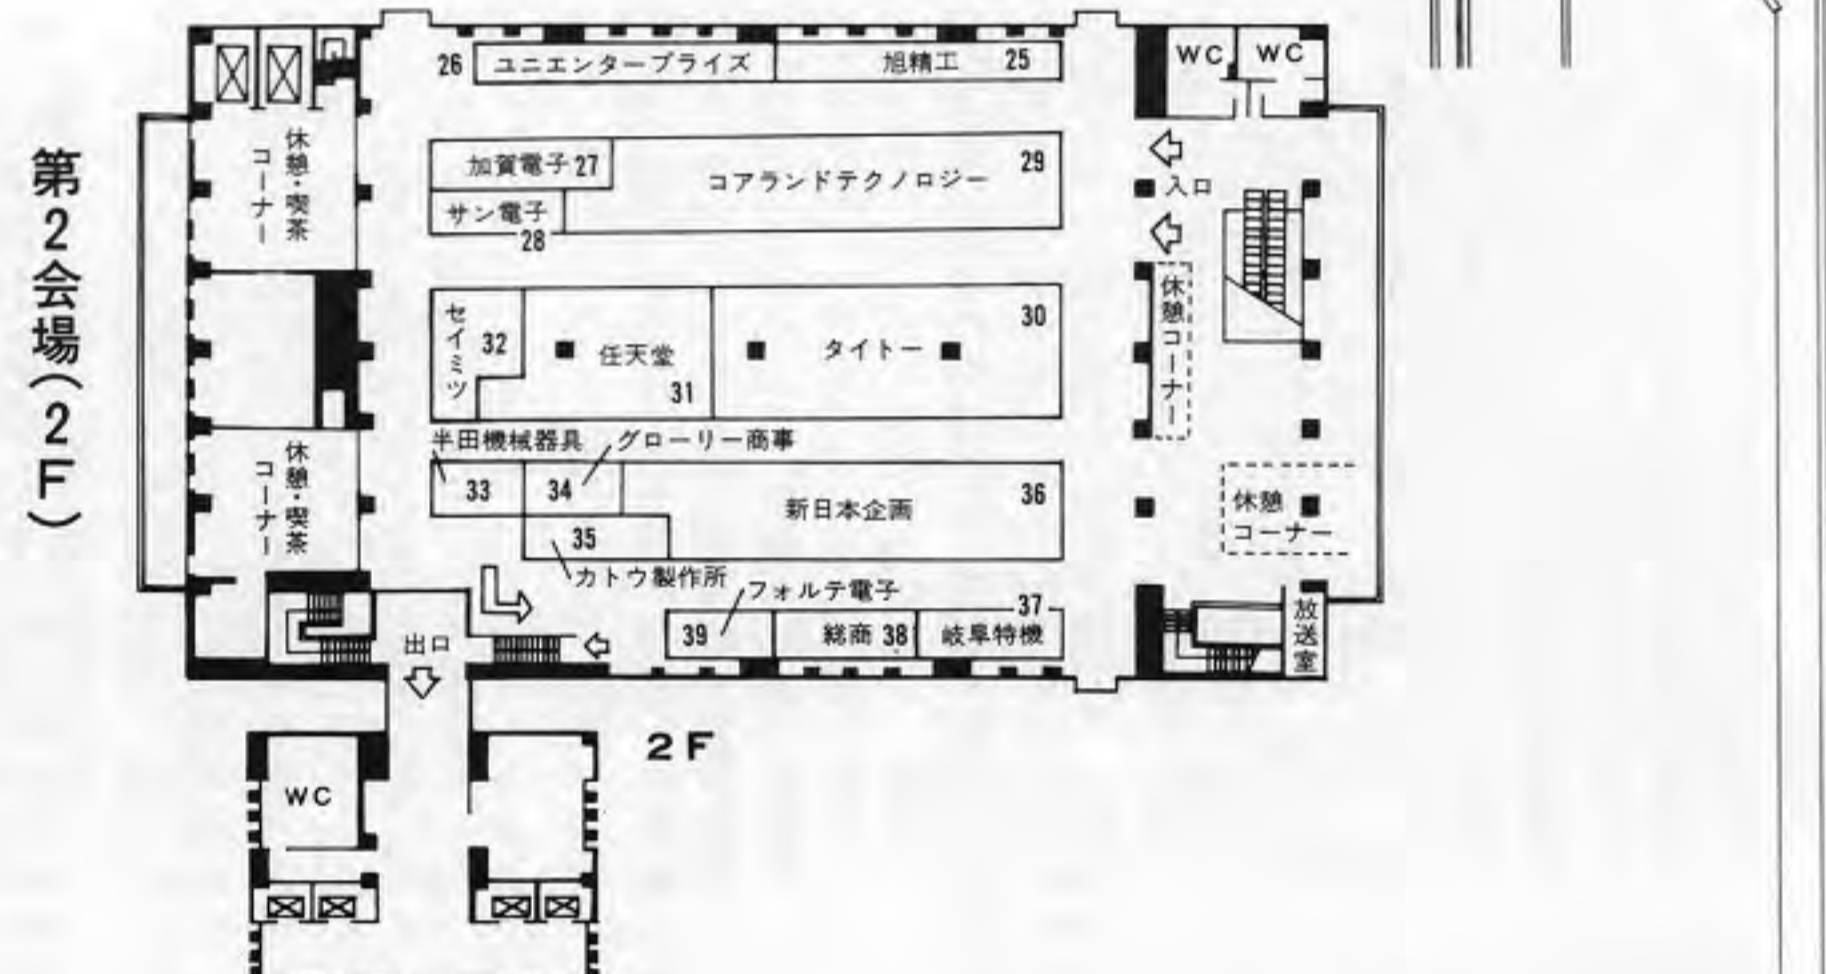 第2会場(2F)
26 ユニエンタープライズ
旭精工 25
WC
WC
休憩・喫茶
コーナー
加賀電子 27
サン電子
28
コアランドテクノロジー
29
入口
セイミツ
32
任天堂
31
タイトー
30
休憩コーナー
半田機械器具
グローリー商事
33
34
35
新日本企画
36
カトウ製作所
休憩・喫茶
コーナー
休憩
コーナー
フォルテ電子
39
総商 38
37
岐阜特機
放送室
出口
2F
WC